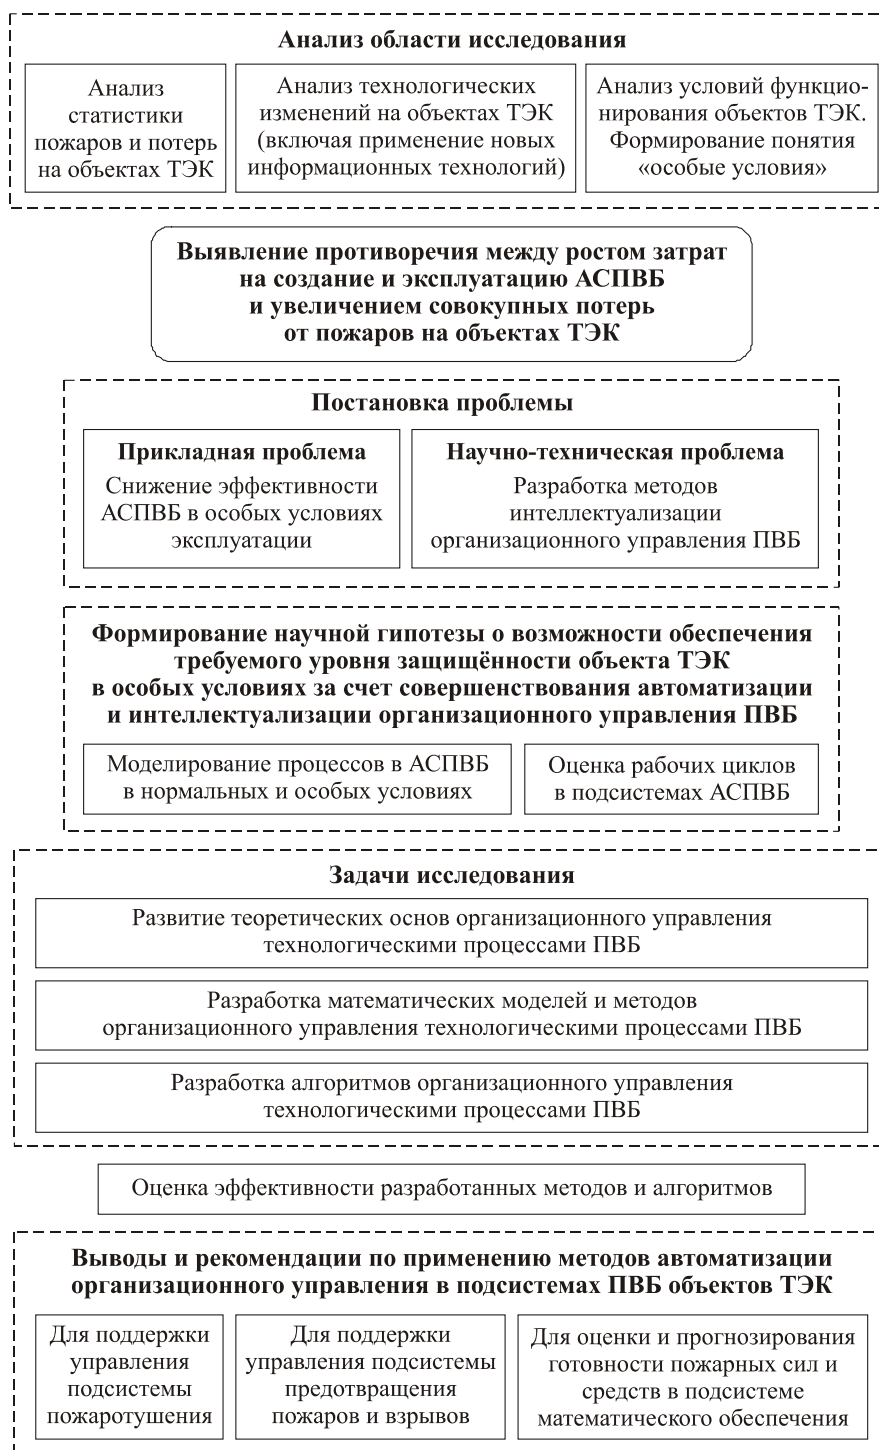 Анализ области исследования
Анализ
статистики
пожаров и потерь
на объектах ТЭК
Анализ технологических
изменений на объектах ТЭК
(включая применение новых
информационных технологий)
Анализ условий функцио-
нирования объектов ТЭК.
Формирование понятия
«особые условия»
Выявление противоречия между ростом затрат
на создание и эксплуатацию АСПВБ
и увеличением совокупных потерь
от пожаров на объектах ТЭК
Постановка проблемы
Прикладная проблема
Снижение эффективности
АСПВБ в особых условиях
эксплуатации
Научно-техническая проблема
Разработка методов
интеллектуализации
организационного управления ПВБ
Формирование научной гипотезы о возможности обеспечения
требуемого уровня защищённости объекта ТЭК
в особых условиях за счет совершенствования автоматизации
и интеллектуализации организационного управления ПВБ
Моделирование процессов в АСПВБ
в нормальных и особых условиях
Оценка рабочих циклов
в подсистемах АСПВБ
Задачи исследования
Развитие теоретических основ организационного управления
технологическими процессами ПВБ
Разработка математических моделей и методов
организационного управления технологическими процессами ПВБ
Разработка алгоритмов организационного управления
технологическими процессами ПВБ
Оценка эффективности разработанных методов и алгоритмов
Выводы и рекомендации по применению методов автоматизации
организационного управления в подсистемах ПВБ объектов ТЭК
Для поддержки
управления
подсистемы
пожаротушения
Для поддержки
управления подсистемы
предотвращения
пожаров и взрывов
Для оценки и прогнозирования
готовности пожарных сил и
средств в подсистеме
математического обеспечения